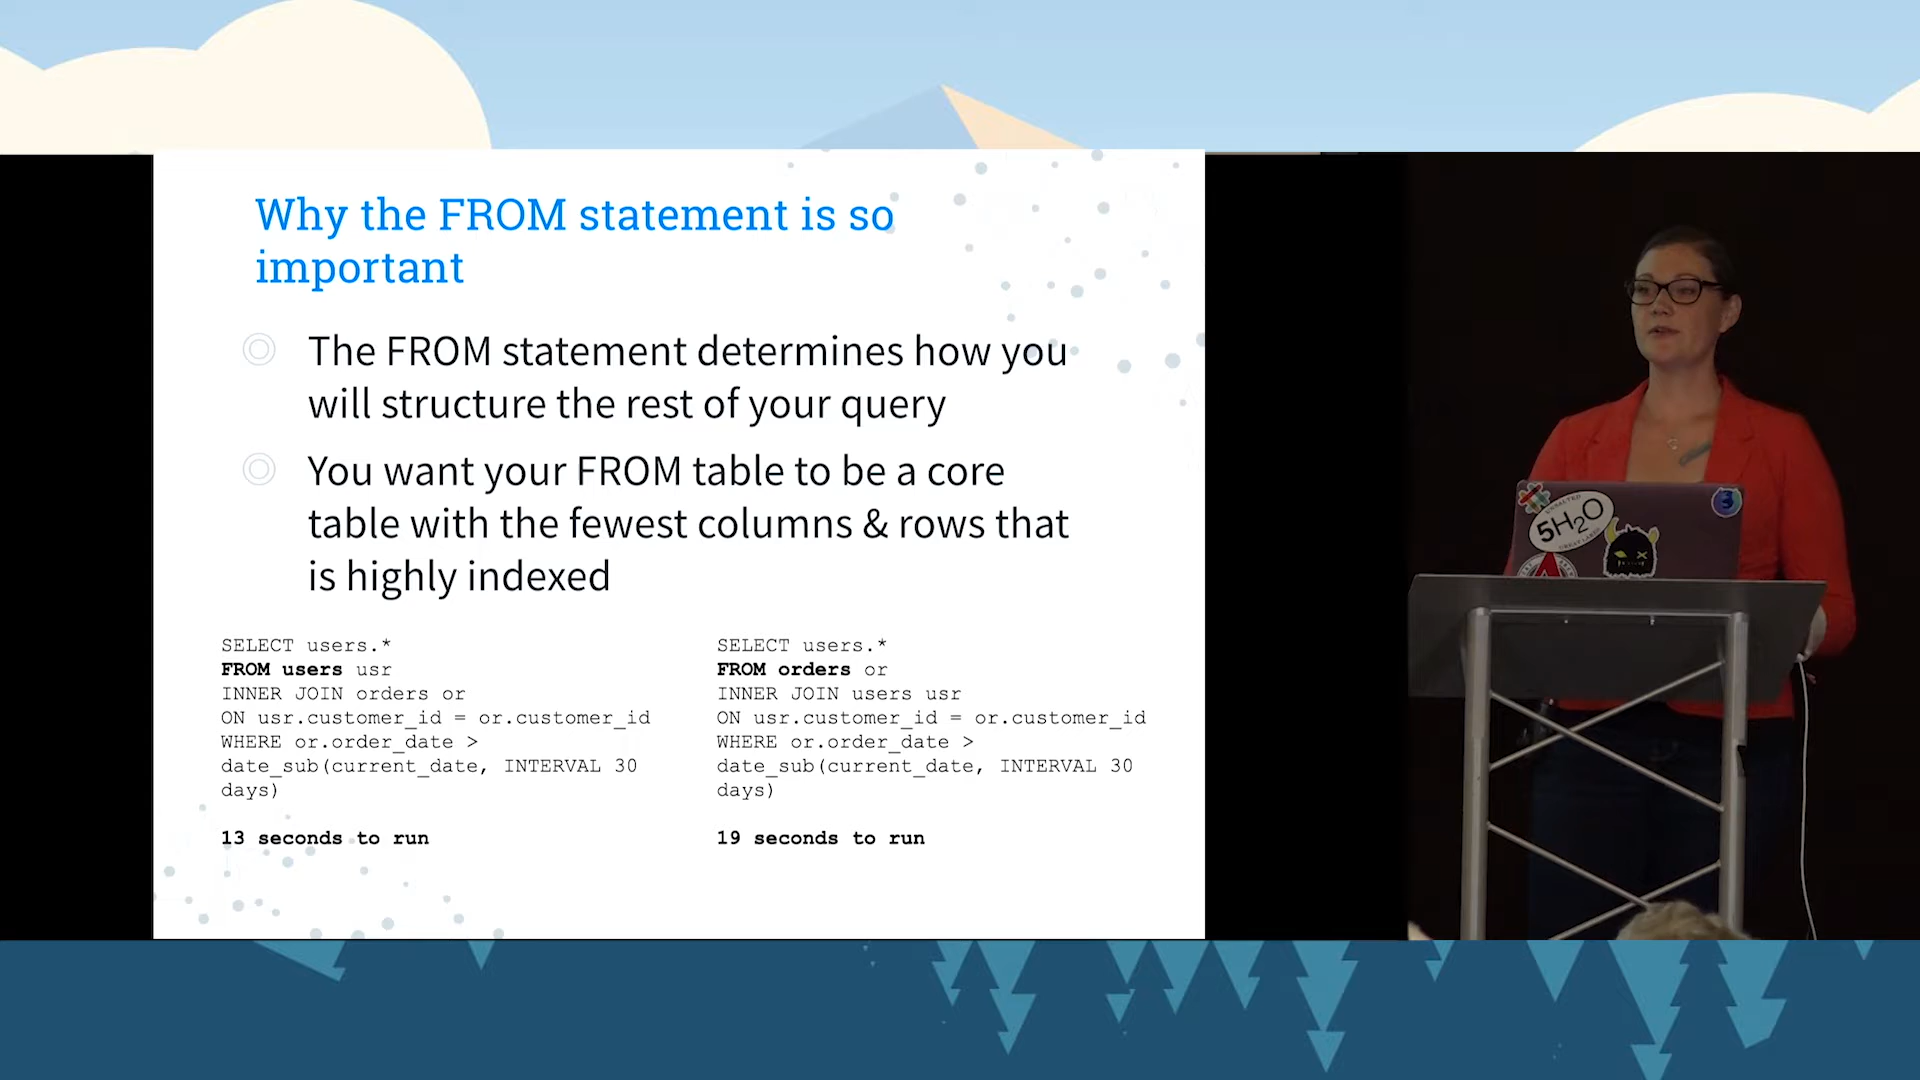 Why the FROM statement is so
important
The FROM statement determines how you
will structure the rest of your query
You want your FROM table to be a core
table with the fewest columns & rows that
is highly indexed
SELECT users.*
FROM users usr
INNER JOIN orders or
ON usr.customer_id = or.customer_id
WHERE or.order_date >
date_sub(current_date, INTERVAL 30
days)
13 seconds to run
SELECT users.*
FROM orders or
INNER JOIN users usr
ON usr.customer_id = or.customer_id
WHERE or.order_date >
date_sub(current_date, INTERVAL 30
days)
19 seconds to run
UNSALTED
5H₂O
GREAT LAKES